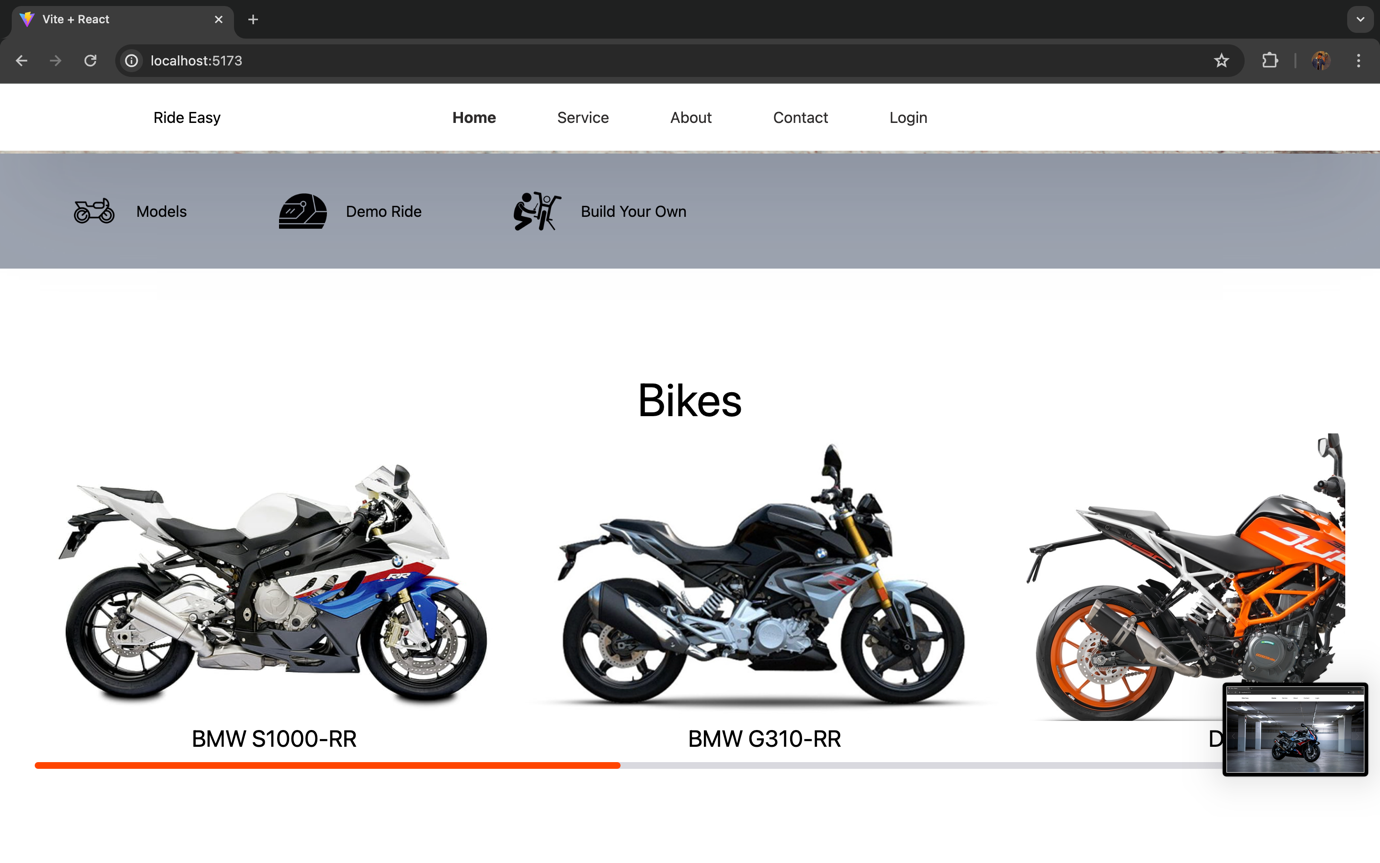 Vite + React
localhost:5173
Ride Easy
Home
Service
About
Contact
Login
Models
Demo Ride
Build Your Own
Bikes
RR
BMW S1000-RR
BMW G310-RR
D